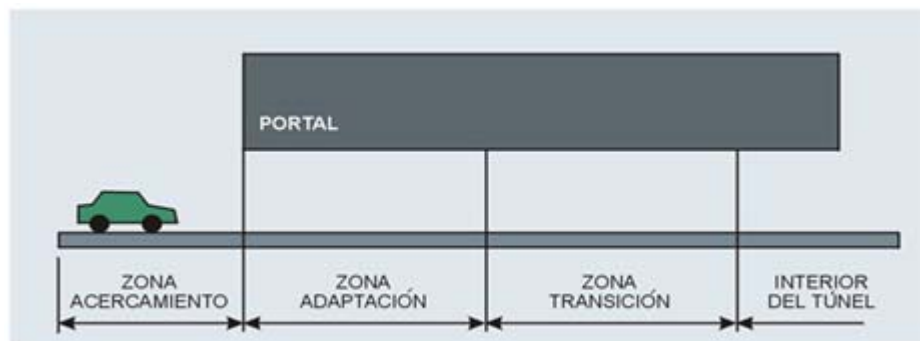 PORTAL
ZONA
ACERCAMIENTO
ZONA
ADAPTACIÓN
ZONA
TRANSICIÓN
INTERIOR
DEL TÚNEL